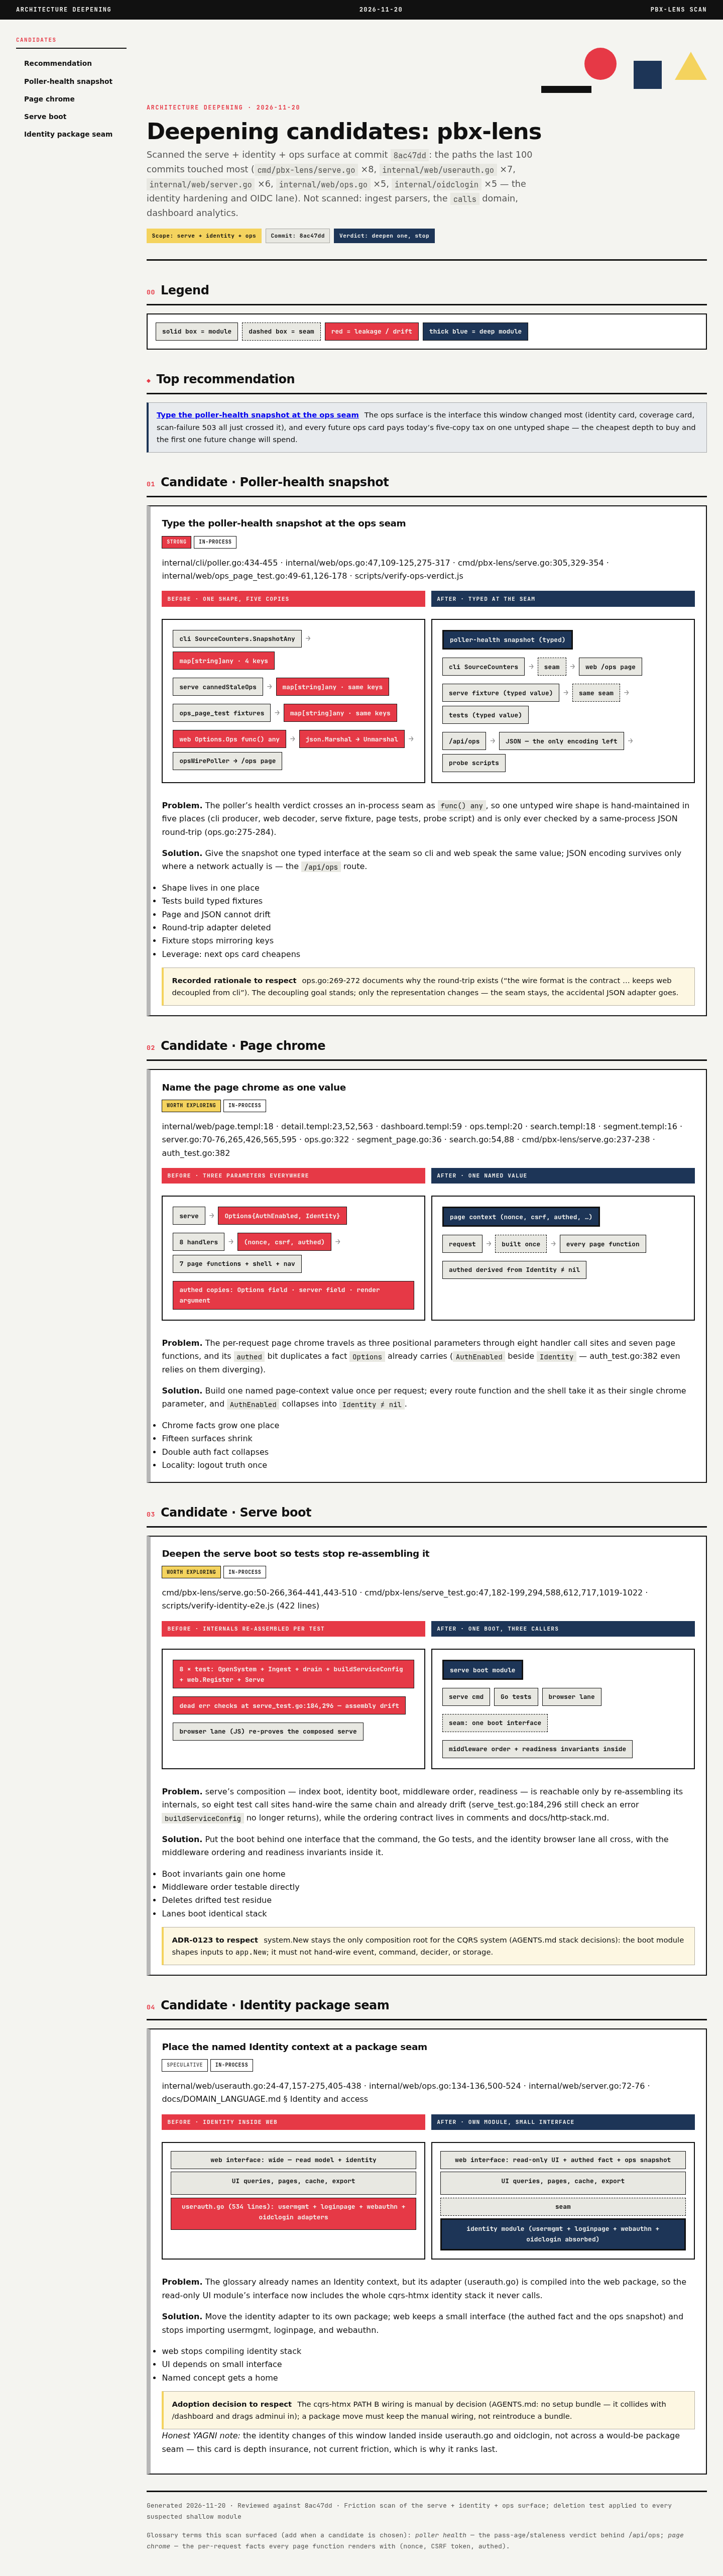 ARCHITECTURE DEEPENING
2026-11-20
PBX-LENS SCAN
CANDIDATES
Recommendation
Poller-health snapshot
Page chrome
Serve boot
Identity package seam
ARCHITECTURE DEEPENING · 2026-11-20
Deepening candidates: pbx-lens
Scanned the serve + identity + ops surface at commit 8ac47dd: the paths the last 100
commits touched most (cmd/pbx-lens/serve.go ×8, internal/web/userauth.go ×7,
internal/web/server.go ×6, internal/web/ops.go ×5, internal/oidclogin ×5 — the
identity hardening and OIDC lane). Not scanned: ingest parsers, the calls domain,
dashboard analytics.
Scope: serve + identity + ops
Commit: 8ac47dd
Verdict: deepen one, stop
00 Legend
solid box = module
dashed box = seam
red = leakage / drift
thick blue = deep module
◆ Top recommendation
Type the poller-health snapshot at the ops seam The ops surface is the interface this window changed most (identity card, coverage card,
scan-failure 503 all just crossed it), and every future ops card pays today's five-copy tax on one untyped shape — the cheapest depth to buy and
the first one future change will spend.
01 Candidate · Poller-health snapshot
Type the poller-health snapshot at the ops seam
STRONG
IN-PROCESS
internal/cli/poller.go:434-455 · internal/web/ops.go:47,109-125,275-317 · cmd/pbx-lens/serve.go:305,329-354 ·
internal/web/ops_page_test.go:49-61,126-178 · scripts/verify-ops-verdict.js
BEFORE · ONE SHAPE, FIVE COPIES
cli SourceCounters.SnapshotAny →
map[string]any · 4 keys
serve cannedStaleOps → map[string]any · same keys
ops_page_test fixtures → map[string]any · same keys
web Options.Ops func() any → json.Marshal → Unmarshal →
opsWirePoller → /ops page
AFTER · TYPED AT THE SEAM
poller-health snapshot (typed)
cli SourceCounters → seam → web /ops page
serve fixture (typed value) → same seam →
tests (typed value)
/api/ops → JSON — the only encoding left →
probe scripts
Problem. The poller's health verdict crosses an in-process seam as func() any, so one untyped wire shape is hand-maintained in
five places (cli producer, web decoder, serve fixture, page tests, probe script) and is only ever checked by a same-process JSON
round-trip (ops.go:275-284).
Solution. Give the snapshot one typed interface at the seam so cli and web speak the same value; JSON encoding survives only
where a network actually is — the /api/ops route.
• Shape lives in one place
• Tests build typed fixtures
• Page and JSON cannot drift
• Round-trip adapter deleted
• Fixture stops mirroring keys
• Leverage: next ops card cheapens
Recorded rationale to respect ops.go:269-272 documents why the round-trip exists (“the wire format is the contract … keeps web
decoupled from cli”). The decoupling goal stands; only the representation changes — the seam stays, the accidental JSON adapter goes.
02 Candidate · Page chrome
Name the page chrome as one value
WORTH EXPLORING
IN-PROCESS
internal/web/page.templ:18 · detail.templ:23,52,563 · dashboard.templ:59 · ops.templ:20 · search.templ:18 · segment.templ:16 ·
server.go:70-76,265,426,565,595 · ops.go:322 · segment_page.go:36 · search.go:54,88 · cmd/pbx-lens/serve.go:237-238 ·
auth_test.go:382
BEFORE · THREE PARAMETERS EVERYWHERE
serve → Options{AuthEnabled, Identity}
8 handlers → (nonce, csrf, authed) →
7 page functions + shell + nav
authed copies: Options field · server field · render
argument
AFTER · ONE NAMED VALUE
page context (nonce, csrf, authed, …)
request → built once → every page function
authed derived from Identity ≠ nil
Problem. The per-request page chrome travels as three positional parameters through eight handler call sites and seven page
functions, and its authed bit duplicates a fact Options already carries (AuthEnabled beside Identity — auth_test.go:382 even
relies on them diverging).
Solution. Build one named page-context value once per request; every route function and the shell take it as their single chrome
parameter, and AuthEnabled collapses into Identity ≠ nil.
• Chrome facts grow one place
• Fifteen surfaces shrink
• Double auth fact collapses
• Locality: logout truth once
03 Candidate · Serve boot
Deepen the serve boot so tests stop re-assembling it
WORTH EXPLORING
IN-PROCESS
cmd/pbx-lens/serve.go:50-266,364-441,443-510 · cmd/pbx-lens/serve_test.go:47,182-199,294,588,612,717,1019-1022 ·
scripts/verify-identity-e2e.js (422 lines)
BEFORE · INTERNALS RE-ASSEMBLED PER TEST
8 × test: OpenSystem + Ingest + drain + buildServiceConfig
+ web.Register + Serve
dead err checks at serve_test.go:184,296 — assembly drift
browser lane (JS) re-proves the composed serve
AFTER · ONE BOOT, THREE CALLERS
serve boot module
serve cmd
Go tests
browser lane
seam: one boot interface
middleware order + readiness invariants inside
Problem. serve's composition — index boot, identity boot, middleware order, readiness — is reachable only by re-assembling its
internals, so eight test call sites hand-wire the same chain and already drift (serve_test.go:184,296 still check an error
buildServiceConfig no longer returns), while the ordering contract lives in comments and docs/http-stack.md.
Solution. Put the boot behind one interface that the command, the Go tests, and the identity browser lane all cross, with the
middleware ordering and readiness invariants inside it.
• Boot invariants gain one home
• Middleware order testable directly
• Deletes drifted test residue
• Lanes boot identical stack
ADR-0123 to respect system.New stays the only composition root for the CQRS system (AGENTS.md stack decisions): the boot module
shapes inputs to app.New; it must not hand-wire event, command, decider, or storage.
04 Candidate · Identity package seam
Place the named Identity context at a package seam
SPECULATIVE
IN-PROCESS
internal/web/userauth.go:24-47,157-275,405-438 · internal/web/ops.go:134-136,500-524 · internal/web/server.go:72-76 ·
docs/DOMAIN_LANGUAGE.md § Identity and access
BEFORE · IDENTITY INSIDE WEB
web interface: wide — read model + identity
UI queries, pages, cache, export
userauth.go (534 lines): usermgmt + loginpage + webauthn +
oidclogin adapters
AFTER · OWN MODULE, SMALL INTERFACE
web interface: read-only UI + authed fact + ops snapshot
UI queries, pages, cache, export
seam
identity module (usermgmt + loginpage + webauthn +
oidclogin absorbed)
Problem. The glossary already names an Identity context, but its adapter (userauth.go) is compiled into the web package, so the
read-only UI module's interface now includes the whole cqrs-htmx identity stack it never calls.
Solution. Move the identity adapter to its own package; web keeps a small interface (the authed fact and the ops snapshot) and
stops importing usermgmt, loginpage, and webauthn.
• web stops compiling identity stack
• UI depends on small interface
• Named concept gets a home
Adoption decision to respect The cqrs-htmx PATH B wiring is manual by decision (AGENTS.md: no setup bundle — it collides with
/dashboard and drags adminui in); a package move must keep the manual wiring, not reintroduce a bundle.
Honest YAGNI note: the identity changes of this window landed inside userauth.go and oidclogin, not across a would-be package
seam — this card is depth insurance, not current friction, which is why it ranks last.
Generated 2026-11-20 · Reviewed against 8ac47dd · Friction scan of the serve + identity + ops surface; deletion test applied to every
suspected shallow module
Glossary terms this scan surfaced (add when a candidate is chosen): poller health — the pass-age/staleness verdict behind /api/ops; page
chrome — the per-request facts every page function renders with (nonce, CSRF token, authed).